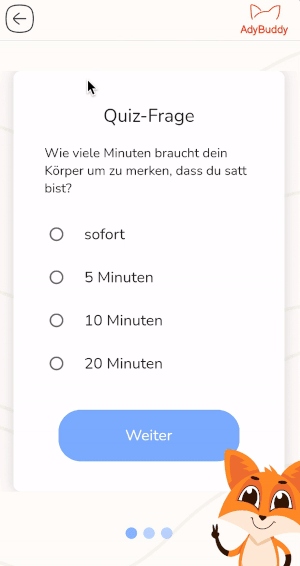 AdyBuddy
Quiz-Frage
Wie viele Minuten braucht dein
Körper um zu merken, dass du satt
bist?
sofort
5 Minuten
10 Minuten
20 Minuten
Weiter